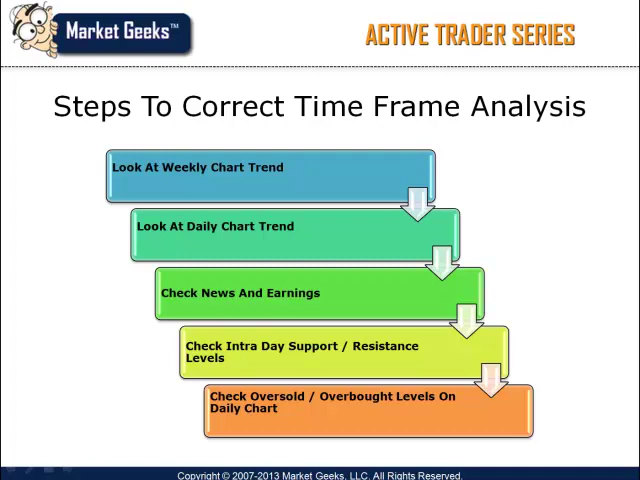 Market Geeks™
ACTIVE TRADER SERIES
Steps To Correct Time Frame Analysis
Look At Weekly Chart Trend
Look At Daily Chart Trend
Check News And Earnings
Check Intra Day Support / Resistance
Levels
Check Oversold / Overbought Levels On
Daily Chart
Copyright © 2007-2013 Market Geeks, LLC. All Rights Reserved.